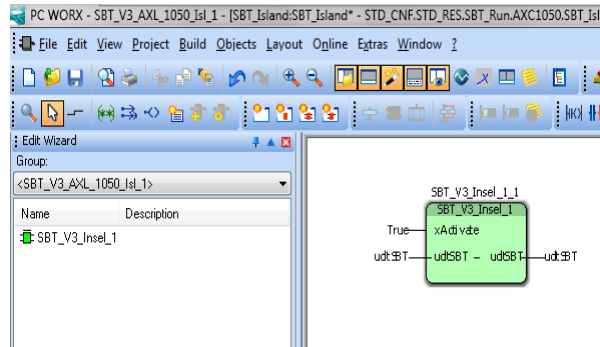 PC WORX - SBT_V3_AXL_1050_Isl_1 - [SBT_Island:SBT_Island* - STD_CNF.STD_RES.SBT_Run.AXC1050.SBT_Isl
File Edit View Project Build Objects Layout Online Extras Window ?
Edit Wizard
Group:
<SBT_V3_AXL_1050_Isl_1>
Name Description
SBT_V3_Insel_1
SBT_V3_Insel_1_1
SBT_V3_Insel_1
True xActivate
udtSBT udtSBT – udtSBT udtSBT